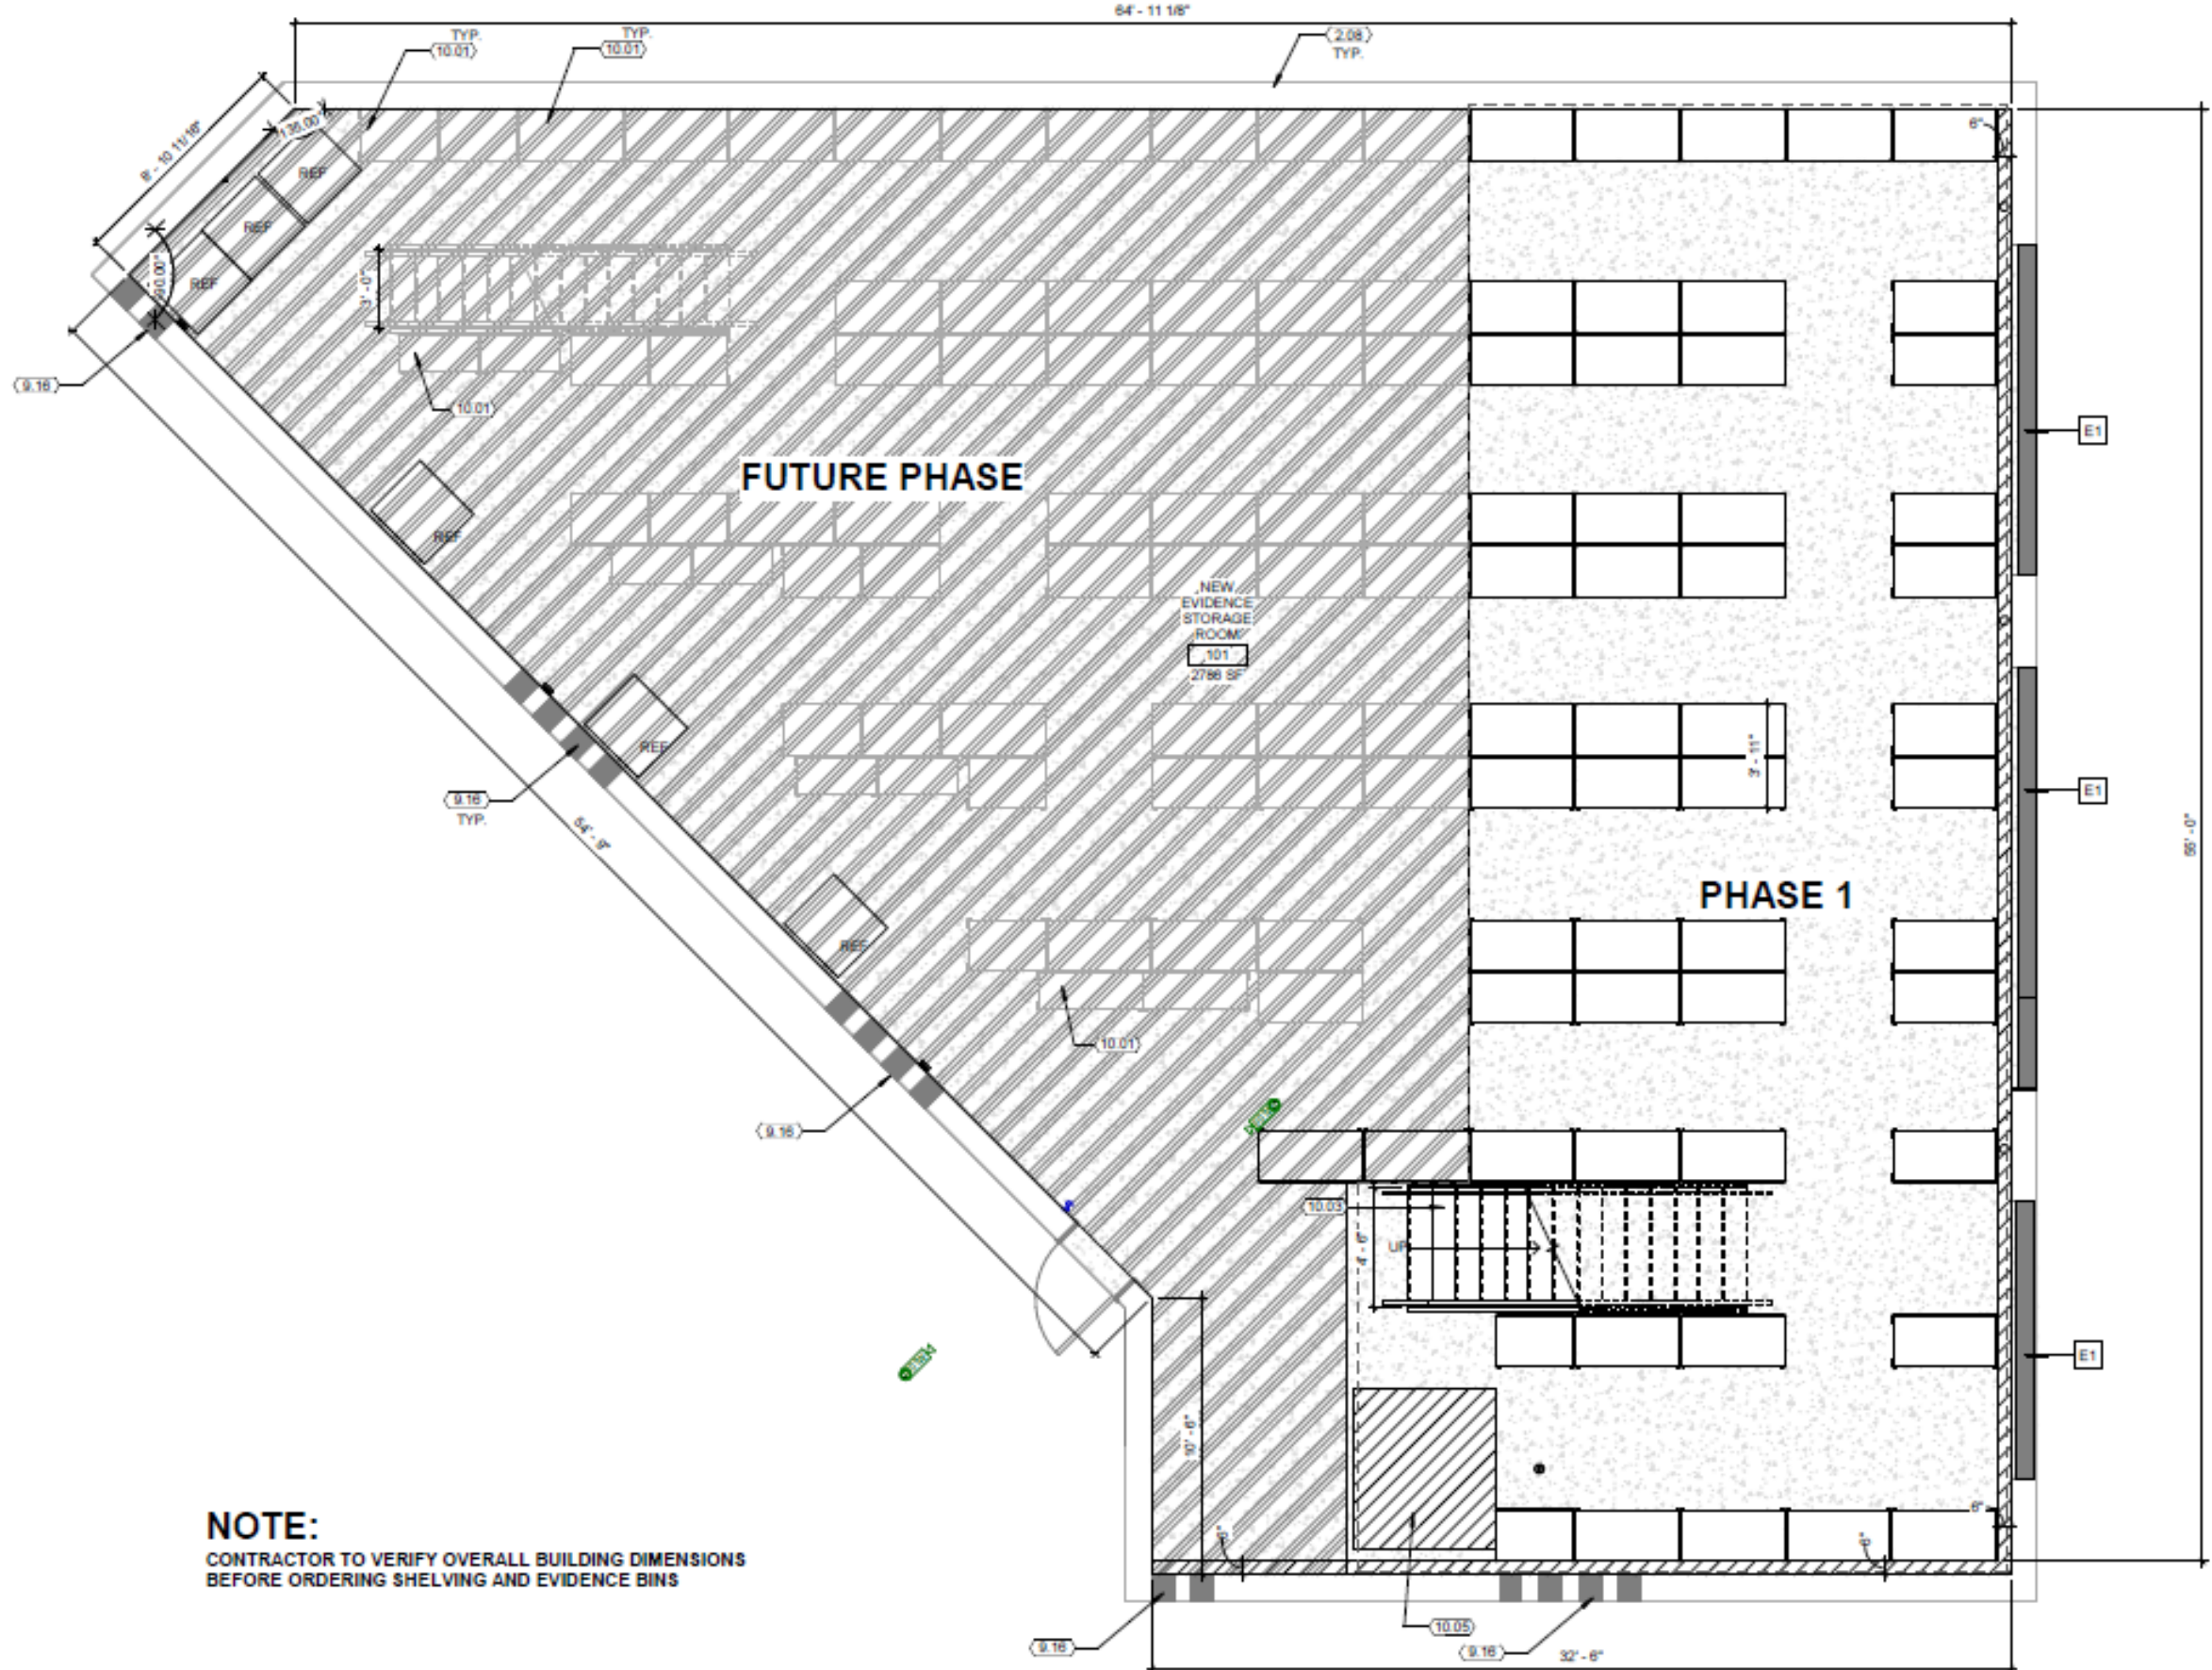 64' - 11 1/8"
TYP.
10.01
TYP.
10.01
2.08
TYP.
8' - 10 11/16"
135.00°
6"
REF
REF
REF
90.00°
3' - 0"
9.16
10.01
E1
FUTURE PHASE
REF
NEW
EVIDENCE
STORAGE
ROOM
101
2786 SF
REF
3' - 11"
9.16
TYP.
E1
54' - 9"
55' - 0"
PHASE 1
REF
10.01
9.16
10.03
UP
4' - 6"
E1
10' - 6"
6"
6"
6"
NOTE:
CONTRACTOR TO VERIFY OVERALL BUILDING DIMENSIONS
BEFORE ORDERING SHELVING AND EVIDENCE BINS
9.16
10.05
9.16
32' - 6"